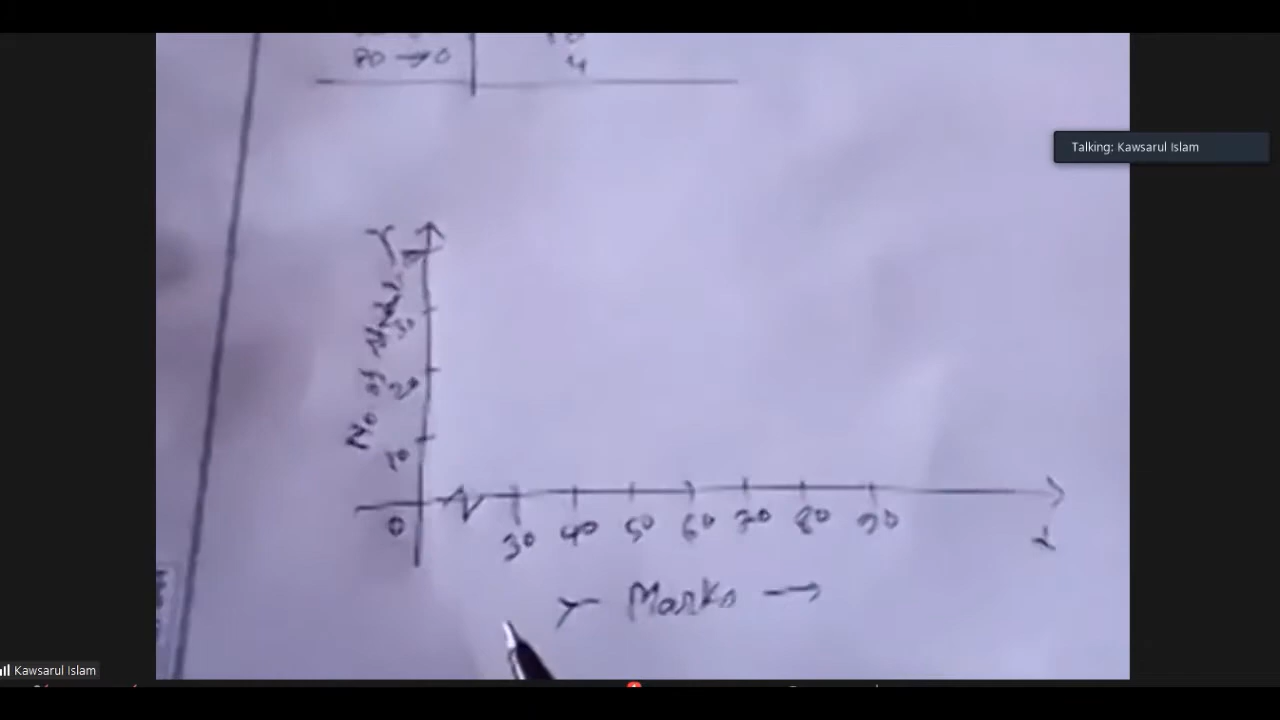 80 → 0
4
Talking: Kawsarul Islam
Y
No of
30
20
10
0
30 40 50 60 70 80 90
Marks →
Kawsarul Islam